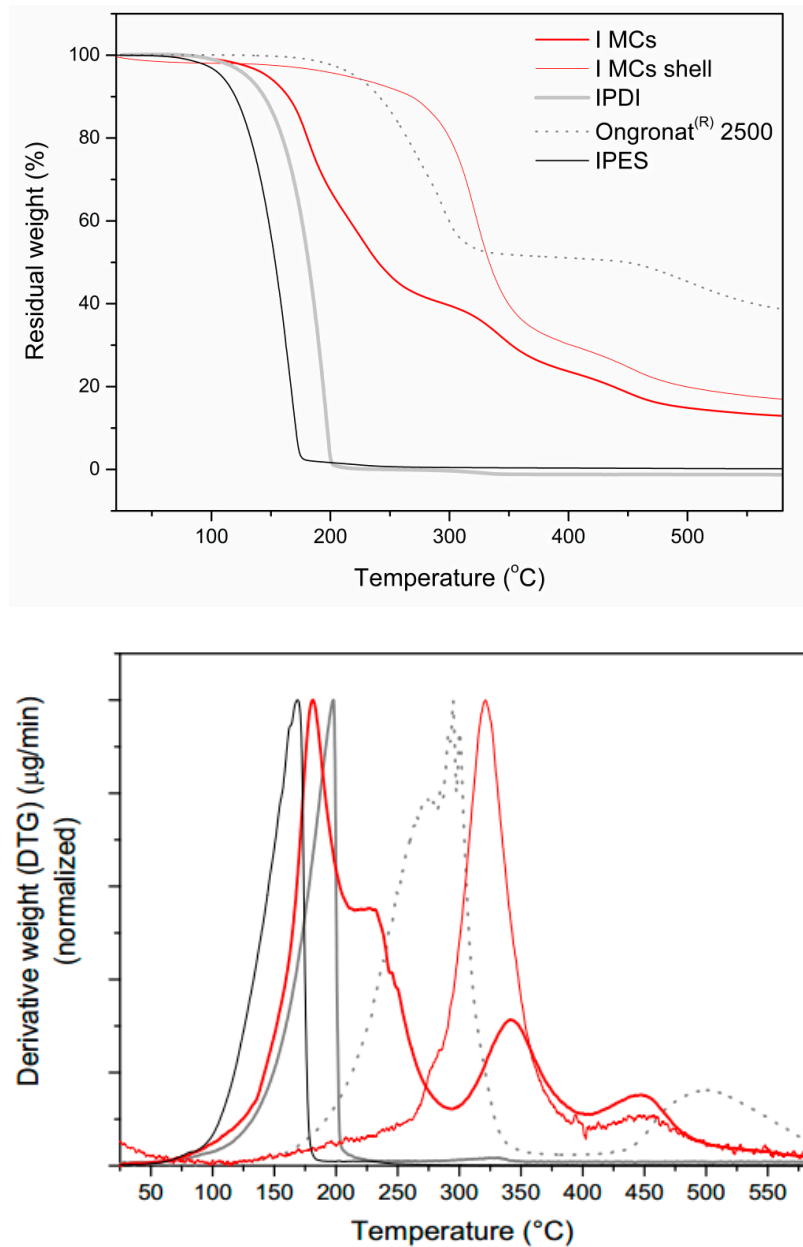 I MCs
I MCs shell
IPDI
Ongronat(R) 2500
IPES
Residual weight (%)
100
80
60
40
20
0
100 200 300 400 500
Temperature (°C)
Derivative weight (DTG) (µg/min)
(normalized)
50 100 150 200 250 300 350 400 450 500 550
Temperature (°C)